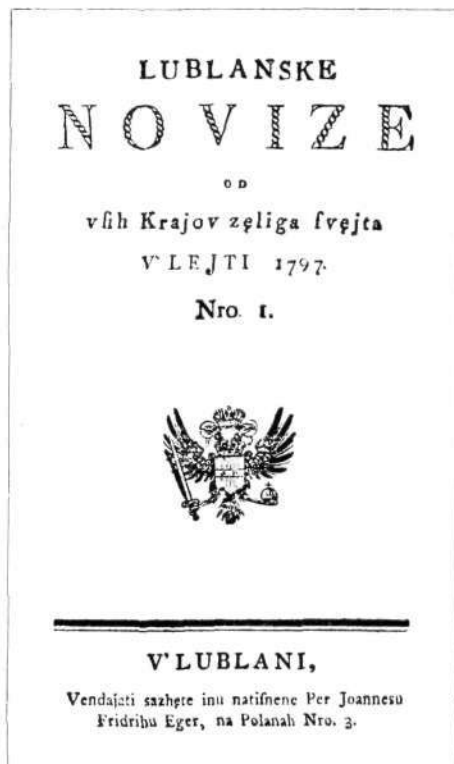 LUBLANSKE
NOVIZE
OD
vſih Krajov zęliga ſvęjta
V' LEJTI 1797.
Nro. 1.
V' LUBLANI,
Vendajati sazhęte inu natiſnene Per Joannesu
Fridrihu Eger, na Polanah Nro. 3.